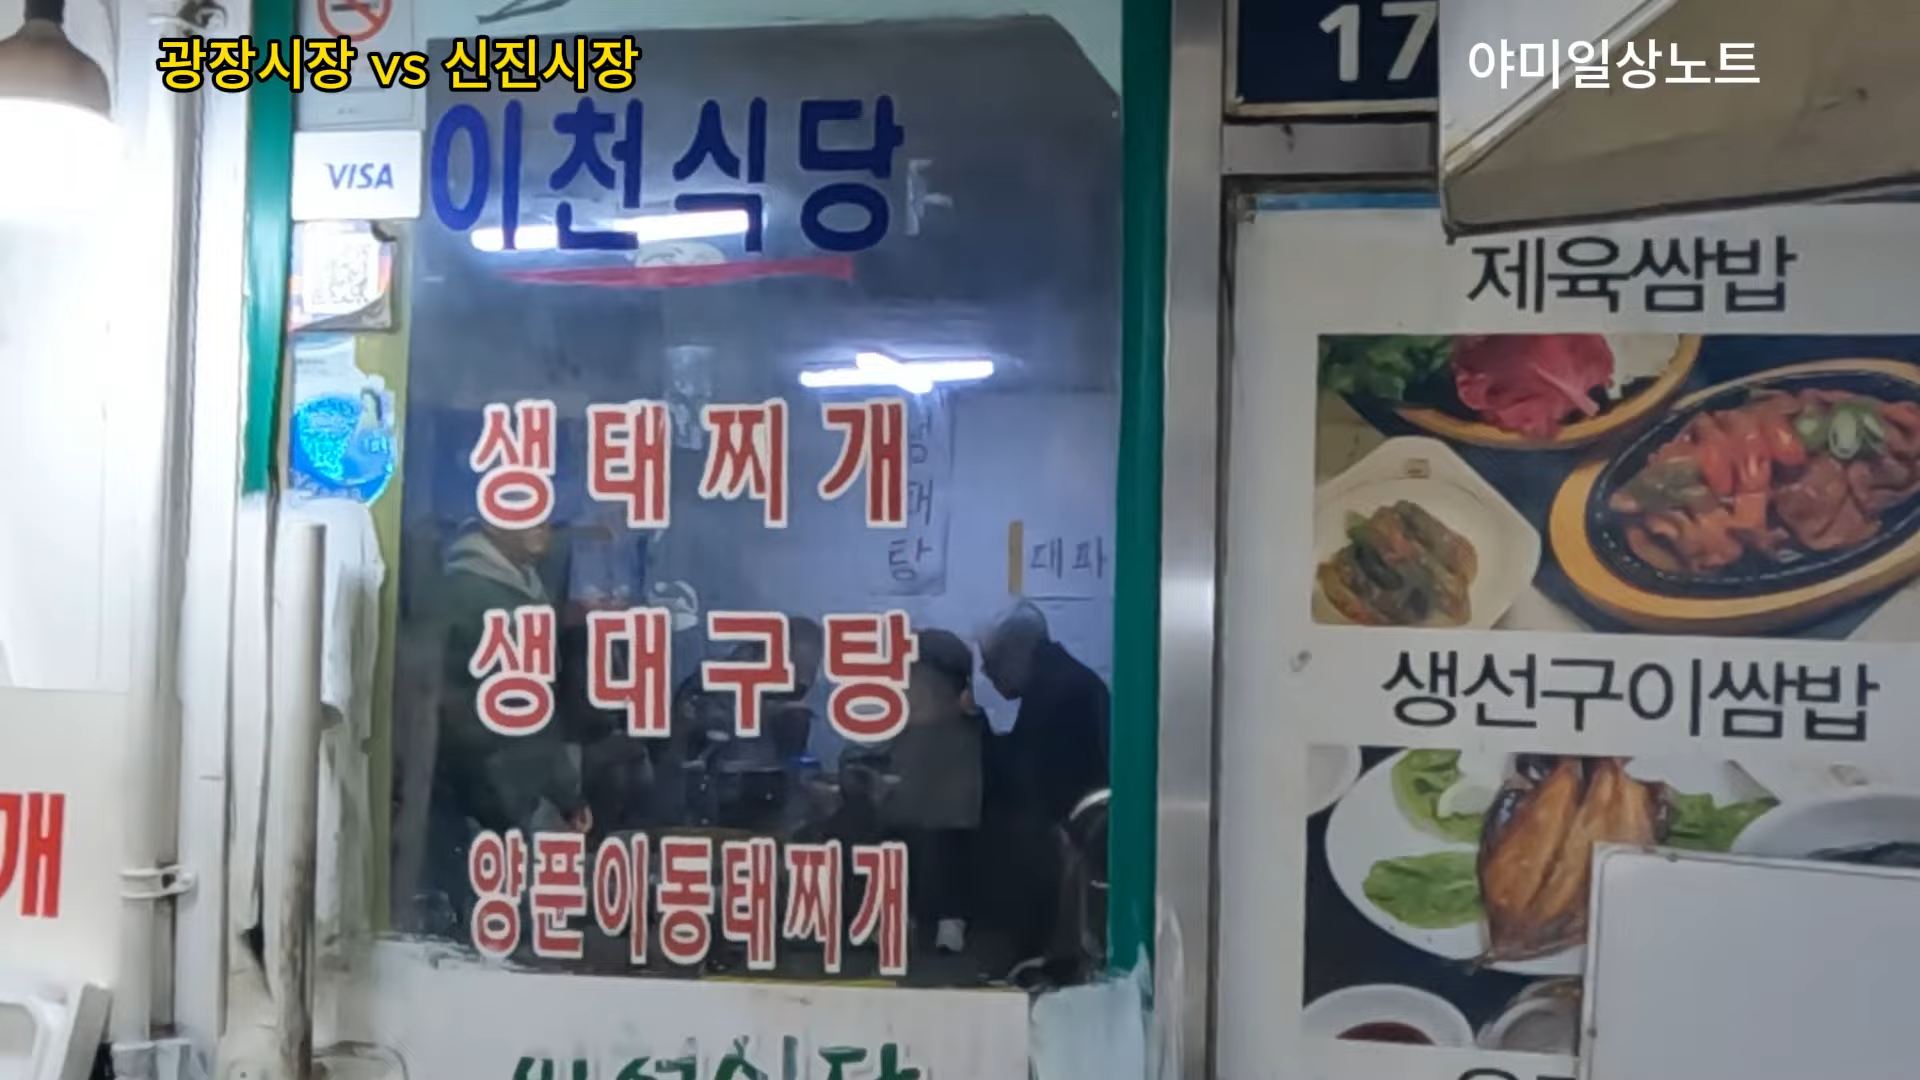 광장시장 vs 신진시장
야미일상노트
17
VISA
이천식당
생태찌개
생대구탕
양푼이동태찌개
탕
대파
제육쌈밥
생선구이쌈밥
개